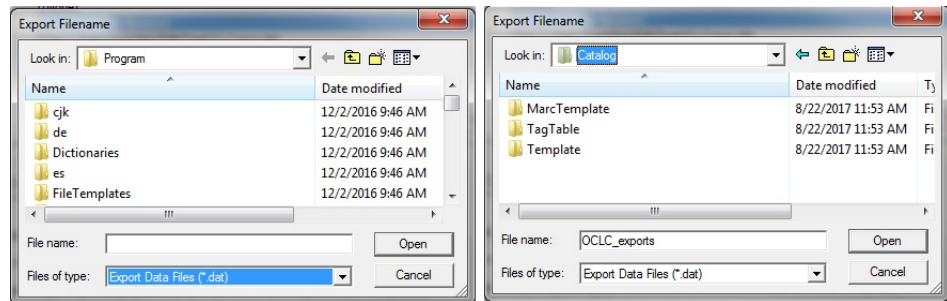 Export Filename
Look in: Program
Name Date modified
cjk 12/2/2016 9:46 AM
de 12/2/2016 9:46 AM
Dictionaries 12/2/2016 9:46 AM
es 12/2/2016 9:46 AM
FileTemplates 12/2/2016 9:46 AM
File name: Open
Files of type: Export Data Files (*.dat) Cancel
Export Filename
Look in: Catalog
Name Date modified Ty
MarcTemplate 8/22/2017 11:53 AM Fi
TagTable 8/22/2017 11:53 AM Fi
Template 8/22/2017 11:53 AM Fi
File name: OCLC_exports Open
Files of type: Export Data Files (*.dat) Cancel